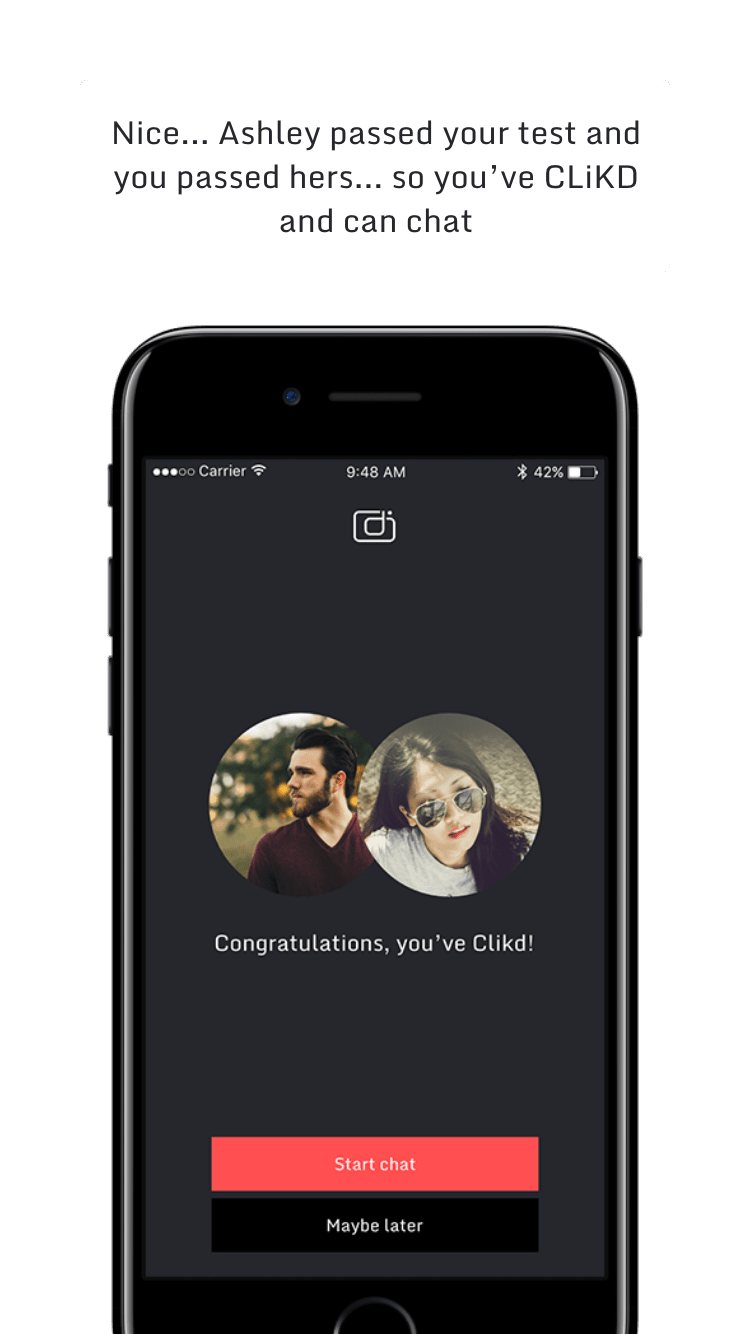 Nice... Ashley passed your test and
you passed hers... so you’ve CLiKD
and can chat
Carrier 9:48 AM 42%
Congratulations, you’ve Clikd!
Start chat
Maybe later